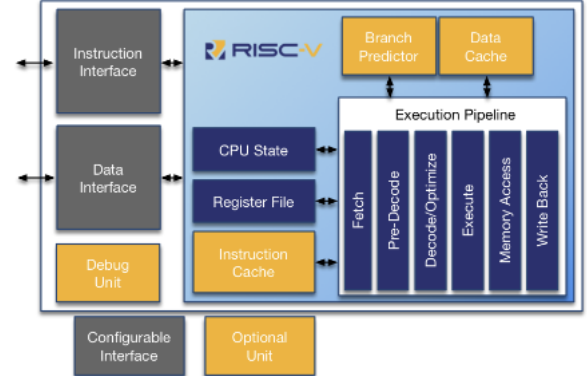 Instruction
Interface
RISC-V
Branch
Predictor
Data
Cache
Execution Pipeline
Data
Interface
CPU State
Register File
Instruction
Cache
Fetch
Pre-Decode
Decode/Optimize
Execute
Memory Access
Write Back
Debug
Unit
Configurable
Interface
Optional
Unit